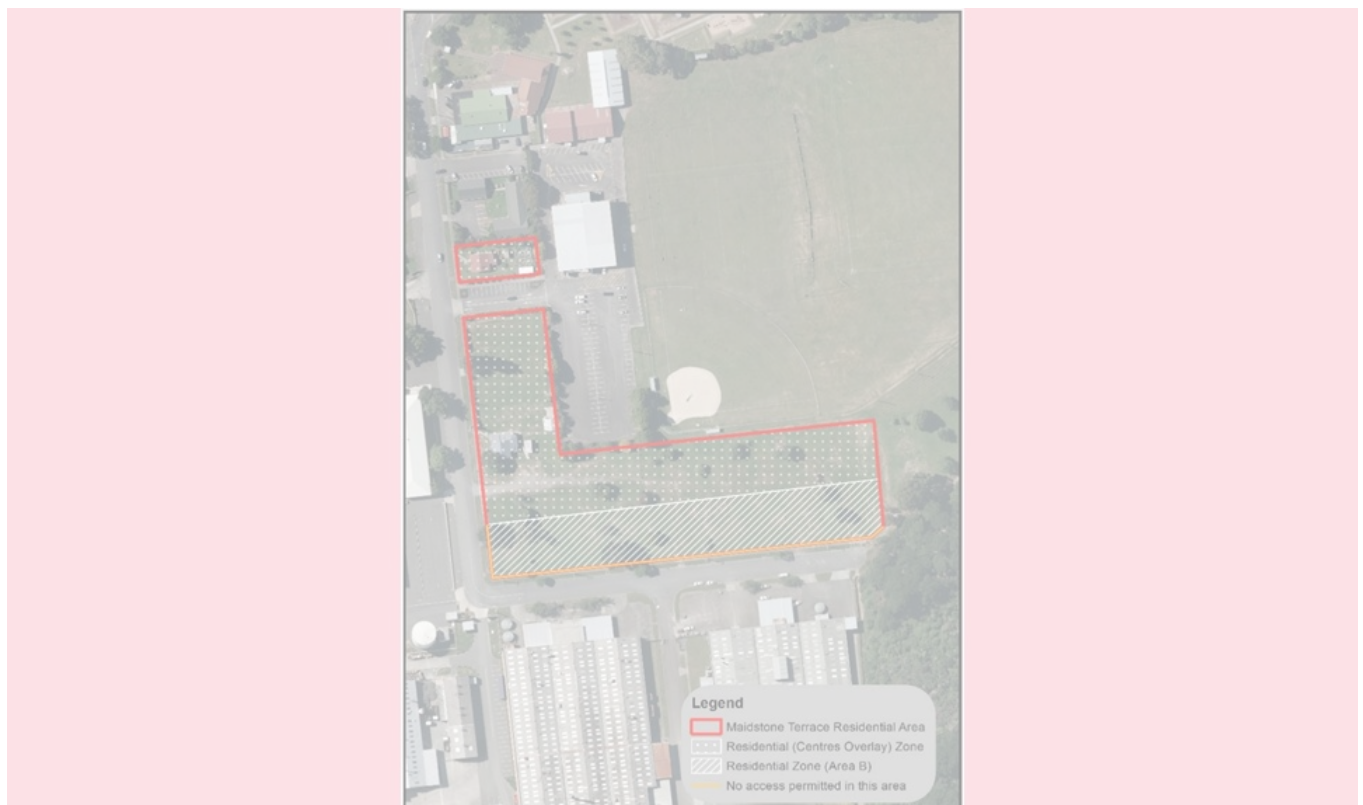 Legend
Maidstone Terrace Residential Area
Residential (Centres Overlay) Zone
Residential Zone (Area B)
No access permitted in this area